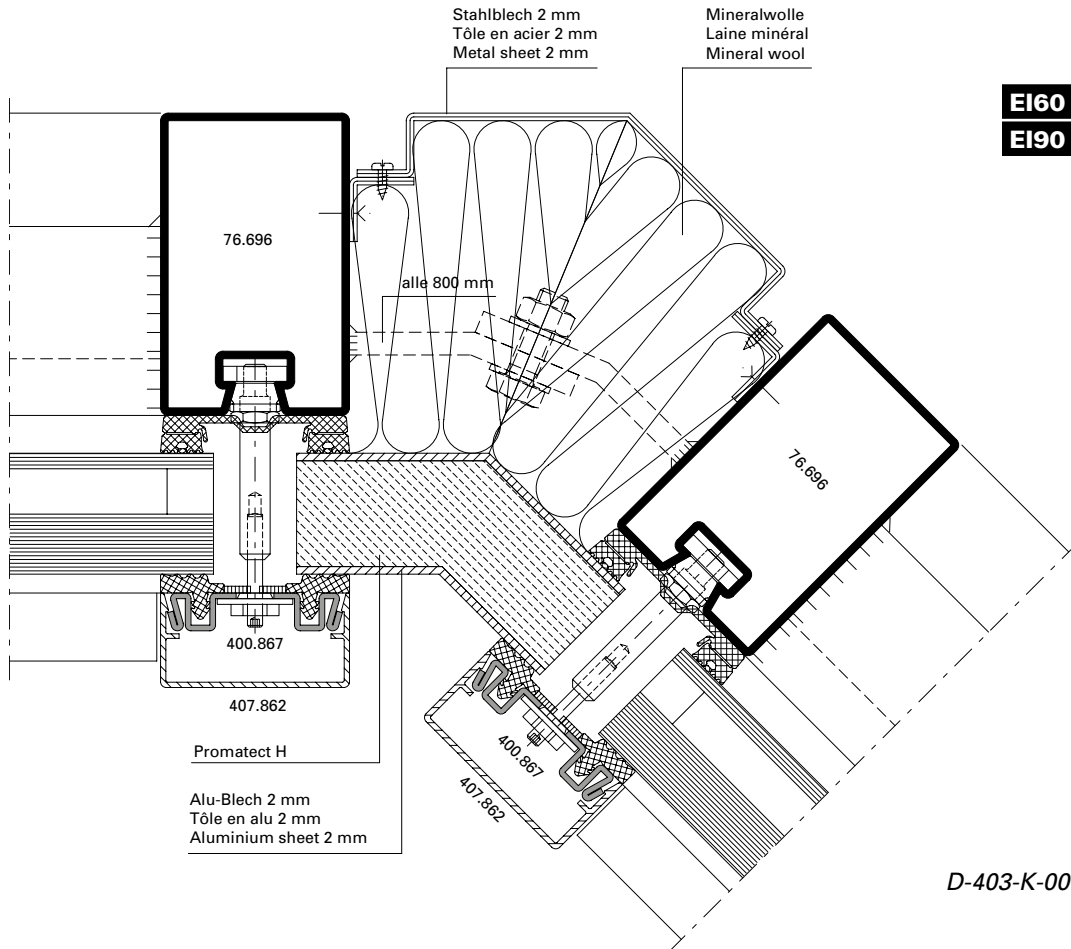 Stahlblech 2 mm
Tôle en acier 2 mm
Metal sheet 2 mm
Mineralwolle
Laine minéral
Mineral wool
EI60
EI90
76.696
alle 800 mm
76.696
400.867
407.862
400.867
407.862
Promatect H
Alu-Blech 2 mm
Tôle en alu 2 mm
Aluminium sheet 2 mm
D-403-K-00